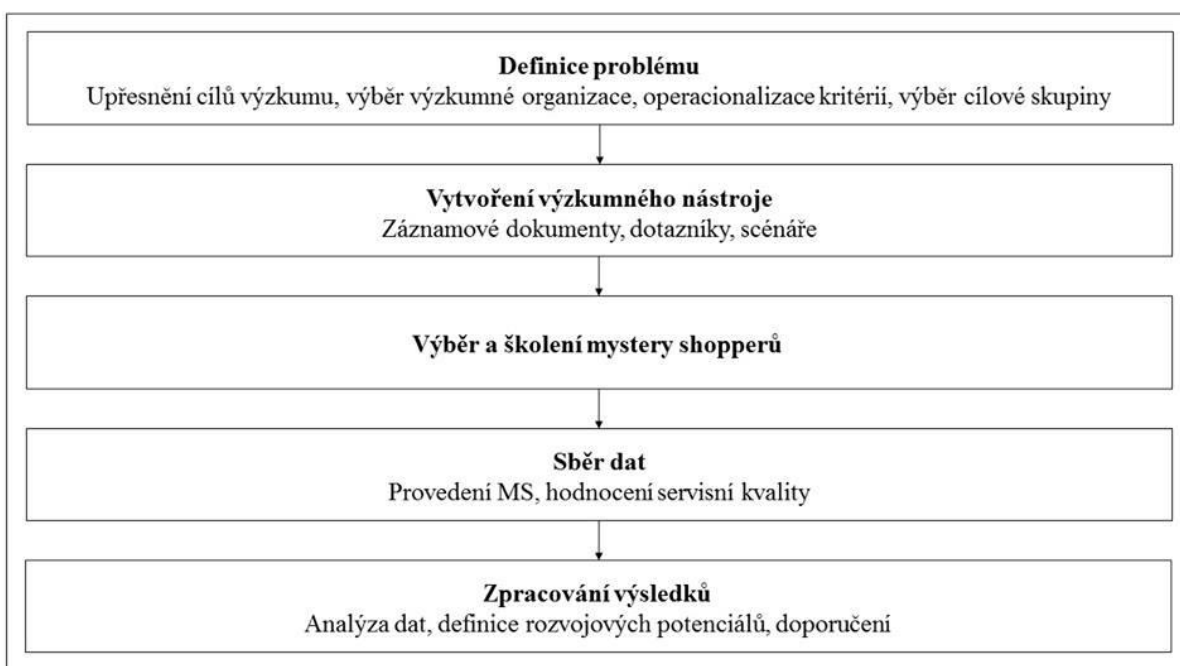 Definice problému
Upřesnění cílů výzkumu, výběr výzkumné organizace, operacionalizace kritérií, výběr cílové skupiny
Vytvoření výzkumného nástroje
Záznamové dokumenty, dotazníky, scénáře
Výběr a školení mystery shopperů
Sběr dat
Provedení MS, hodnocení servisní kvality
Zpracování výsledků
Analýza dat, definice rozvojových potenciálů, doporučení